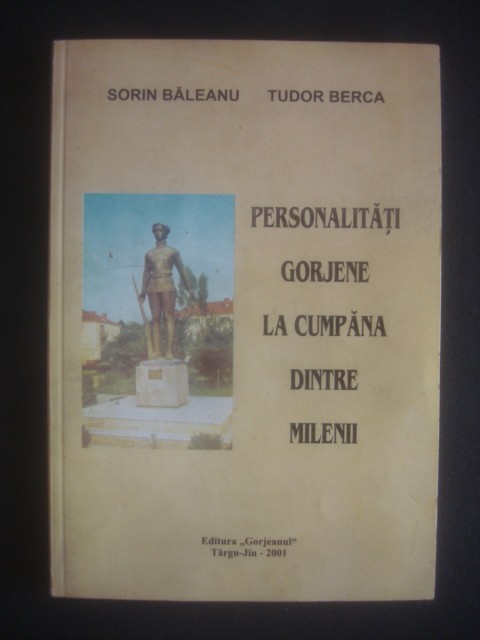 SORIN BĂLEANU TUDOR BERCA
PERSONALITĂȚI
GORJENE
LA CUMPĂNA
DINTRE
MILENII
Editura „Gorjeanul“
Târgu-Jiu - 2001